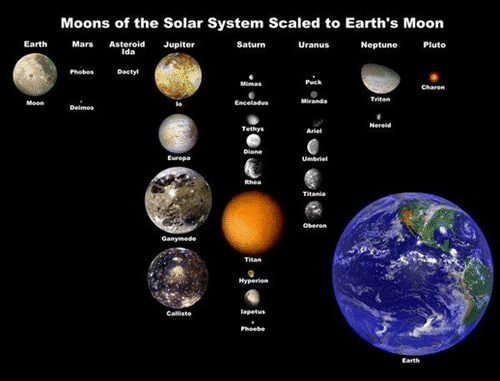 Moons of the Solar System Scaled to Earth's Moon
Earth Mars Asteroid Jupiter Saturn Uranus Neptune Pluto
Ida
Moon
Phobos
Deimos
Dactyl
Io
Europa
Ganymede
Callisto
Mimas
Enceladus
Tethys
Dione
Rhea
Titan
Hyperion
Iapetus
Phoebe
Puck
Miranda
Ariel
Umbriel
Titania
Oberon
Triton
Nereid
Charon
Earth